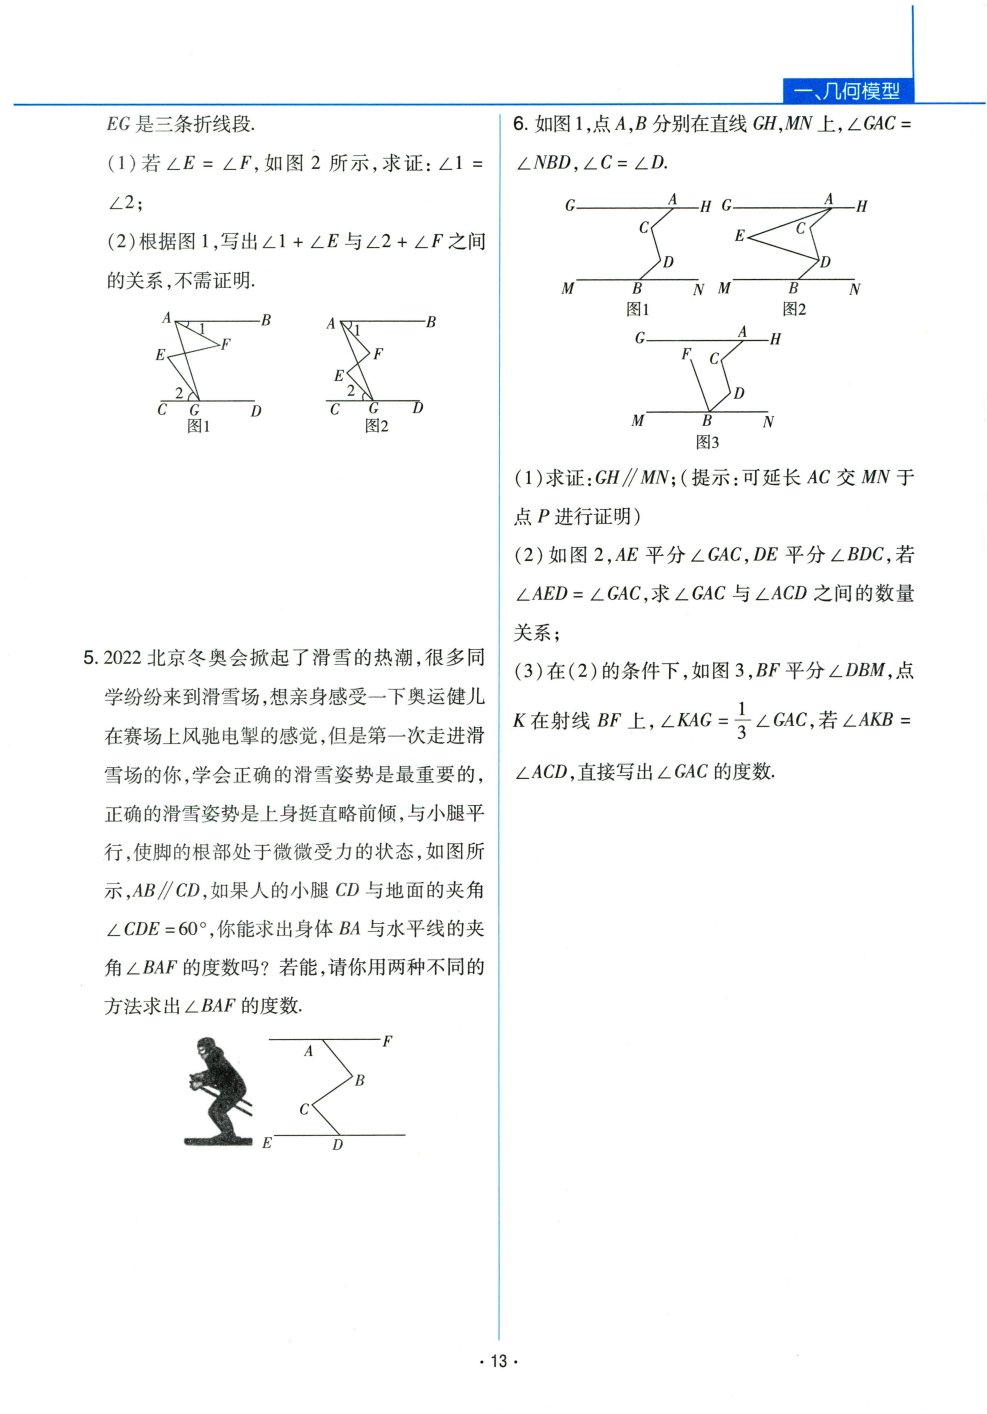 一、几何模型
EG 是三条折线段.
(1)若∠E = ∠F,如图 2 所示,求证:∠1 =
∠2;
(2)根据图 1,写出∠1 + ∠E 与∠2 + ∠F 之间
的关系,不需证明.
A
B
1
E
F
2
C
G
D
图1
A
B
1
F
E
2
C
G
D
图2
5. 2022 北京冬奥会掀起了滑雪的热潮,很多同
学纷纷来到滑雪场,想亲身感受一下奥运健儿
在赛场上风驰电掣的感觉,但是第一次走进滑
雪场的你,学会正确的滑雪姿势是最重要的,
正确的滑雪姿势是上身挺直略前倾,与小腿平
行,使脚的根部处于微微受力的状态,如图所
示,AB∥CD,如果人的小腿 CD 与地面的夹角
∠CDE = 60°,你能求出身体 BA 与水平线的夹
角∠BAF 的度数吗? 若能,请你用两种不同的
方法求出∠BAF 的度数.
A
F
B
C
E
D
6. 如图1,点 A,B 分别在直线 GH,MN 上,∠GAC =
∠NBD,∠C = ∠D.
G
A
H
C
D
M
B
N
图1
G
A
H
E
C
D
M
B
N
图2
G
A
H
F
C
D
M
B
N
图3
(1)求证:GH∥MN;(提示:可延长 AC 交 MN 于
点 P 进行证明)
(2)如图 2,AE 平分∠GAC,DE 平分∠BDC,若
∠AED = ∠GAC,求∠GAC 与∠ACD 之间的数量
关系;
(3)在(2)的条件下,如图 3,BF 平分∠DBM,点
K 在射线 BF 上,∠KAG = 1/3∠GAC,若∠AKB =
∠ACD,直接写出∠GAC 的度数.
· 13 ·